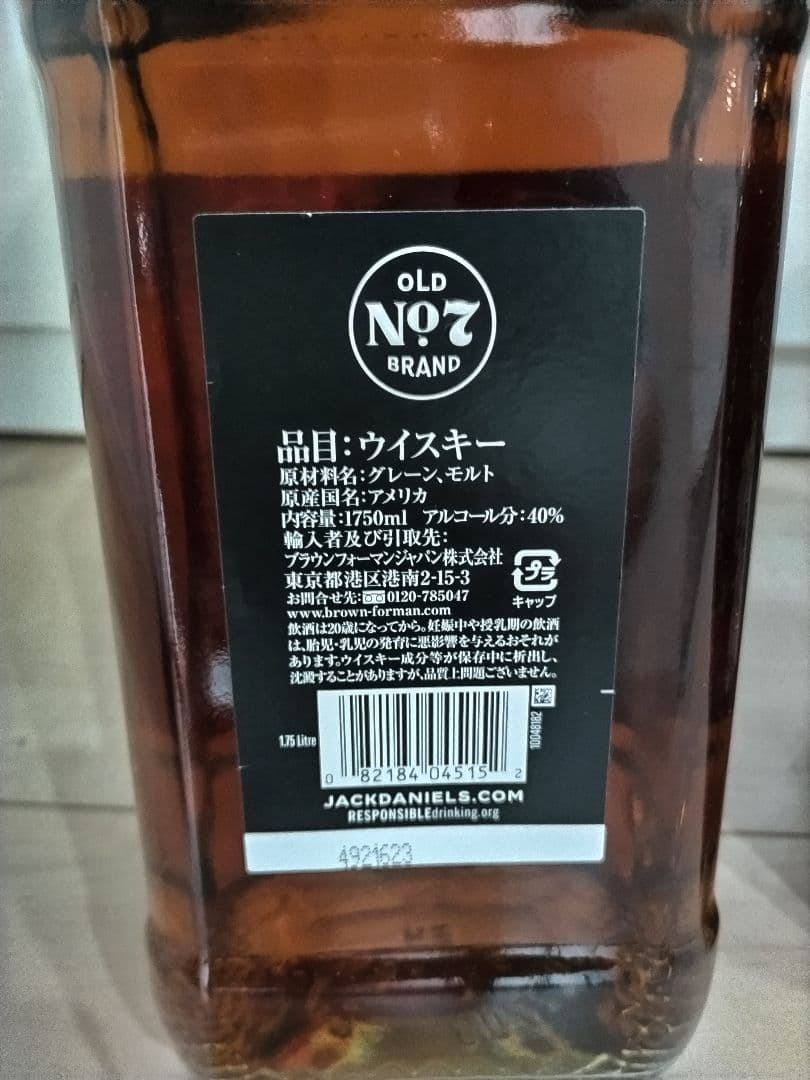 OLD
No.7
BRAND
品目:ウイスキー
原材料名:グレーン、モルト
原産国名:アメリカ
内容量:1750ml アルコール分:40%
輸入者及び引取先:
ブラウンフォーマンジャパン株式会社
東京都港区港南2-15-3
お問合せ先:0120-785047
www.brown-forman.com
プラ
キャップ
飲酒は20歳になってから。妊娠中や授乳期の飲酒
は、胎児・乳児の発育に悪影響を与えるおそれが
あります。ウイスキー成分等が保存中に折出し、
沈澱することがありますが、品質上問題ございません。
1.75 Litre
10048182
0 82184 04515 2
JACKDANIELS.COM
RESPONSIBLEdrinking.org
4921623